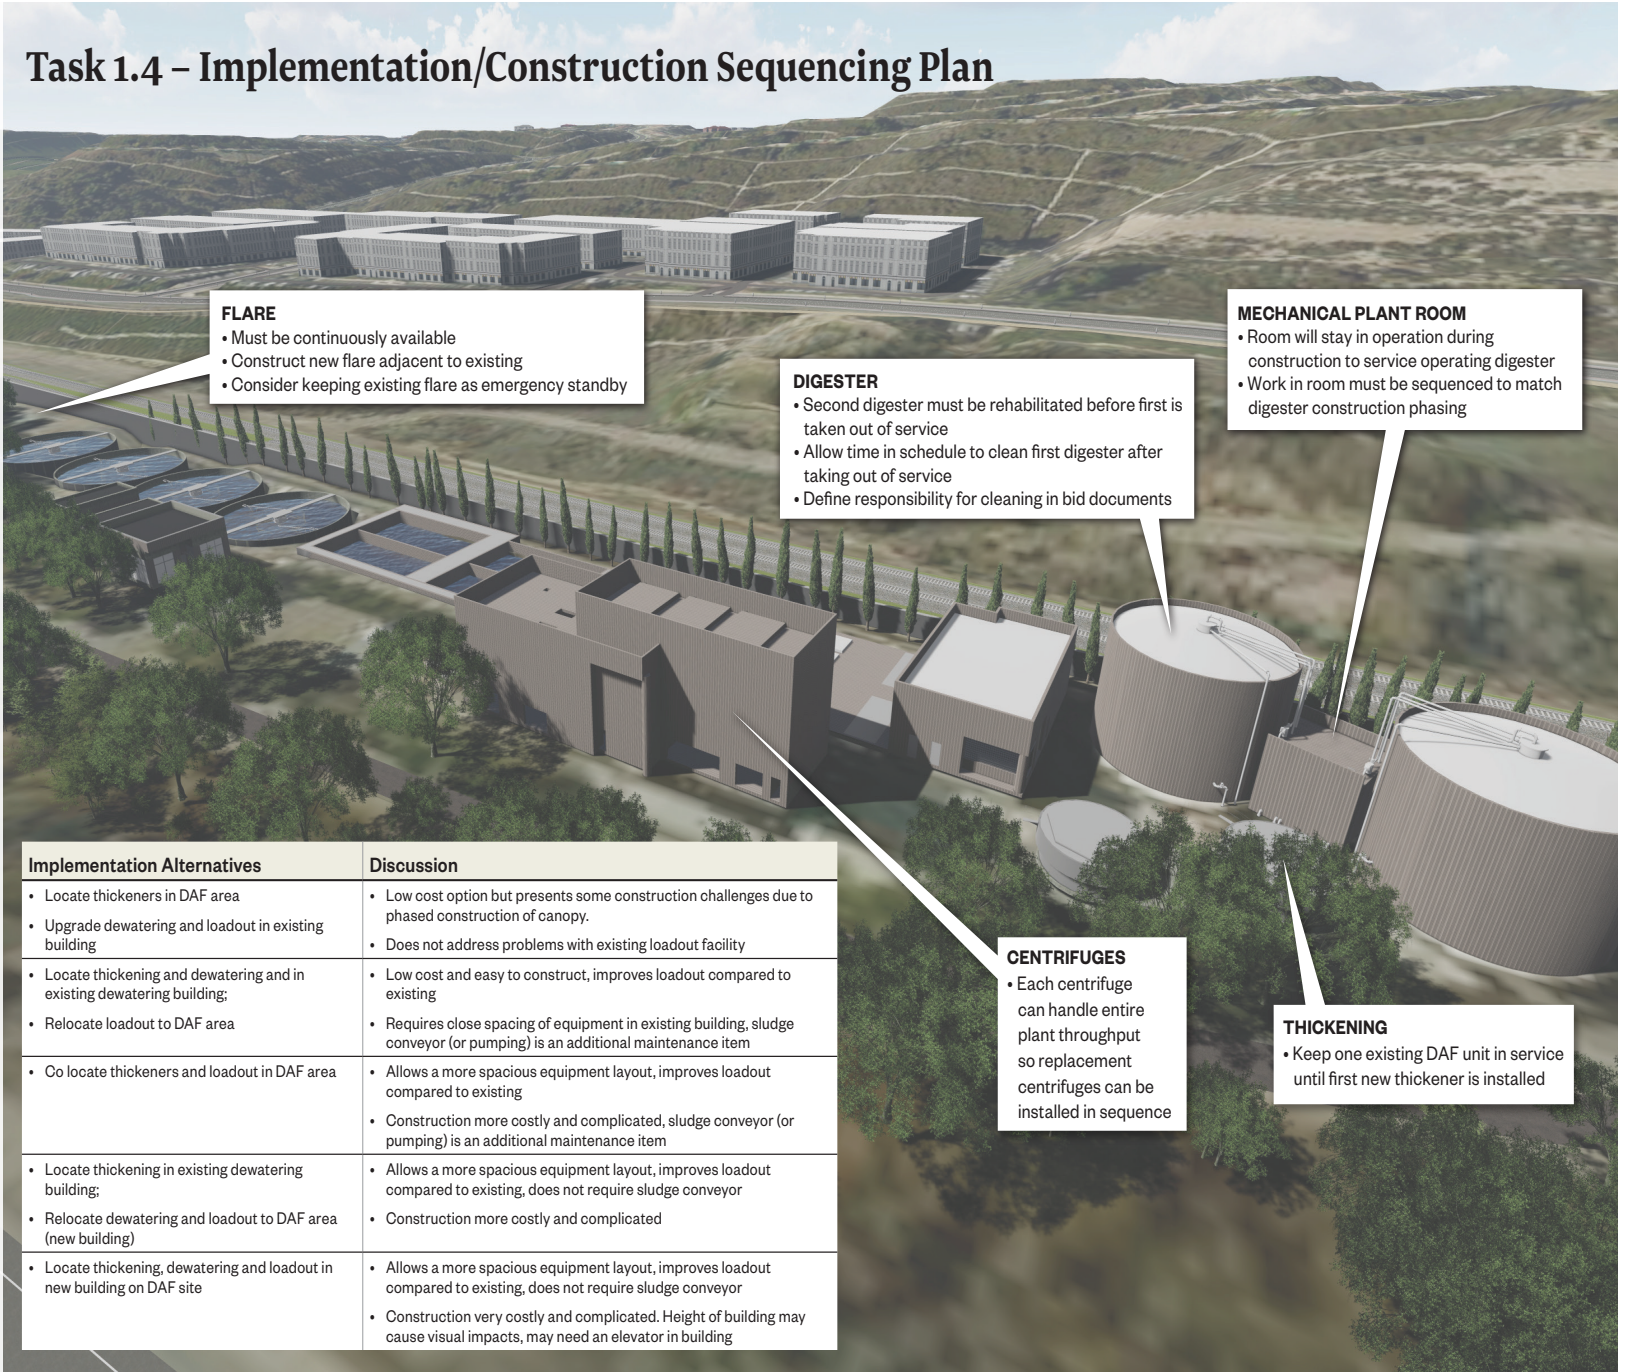 Task 1.4 – Implementation/Construction Sequencing Plan
FLARE
• Must be continuously available
• Construct new flare adjacent to existing
• Consider keeping existing flare as emergency standby
DIGESTER
• Second digester must be rehabilitated before first is
taken out of service
• Allow time in schedule to clean first digester after
taking out of service
• Define responsibility for cleaning in bid documents
MECHANICAL PLANT ROOM
• Room will stay in operation during
construction to service operating digester
• Work in room must be sequenced to match
digester construction phasing
CENTRIFUGES
• Each centrifuge
can handle entire
plant throughput
so replacement
centrifuges can be
installed in sequence
THICKENING
• Keep one existing DAF unit in service
until first new thickener is installed
Implementation Alternatives
Discussion
• Locate thickeners in DAF area
• Upgrade dewatering and loadout in existing
building
• Low cost option but presents some construction challenges due to
phased construction of canopy.
• Does not address problems with existing loadout facility
• Locate thickening and dewatering and in
existing dewatering building;
• Relocate loadout to DAF area
• Low cost and easy to construct, improves loadout compared to
existing
• Requires close spacing of equipment in existing building, sludge
conveyor (or pumping) is an additional maintenance item
• Co locate thickeners and loadout in DAF area
• Allows a more spacious equipment layout, improves loadout
compared to existing
• Construction more costly and complicated, sludge conveyor (or
pumping) is an additional maintenance item
• Locate thickening in existing dewatering
building;
• Relocate dewatering and loadout to DAF area
(new building)
• Allows a more spacious equipment layout, improves loadout
compared to existing, does not require sludge conveyor
• Construction more costly and complicated
• Locate thickening, dewatering and loadout in
new building on DAF site
• Allows a more spacious equipment layout, improves loadout
compared to existing, does not require sludge conveyor
• Construction very costly and complicated. Height of building may
cause visual impacts, may need an elevator in building